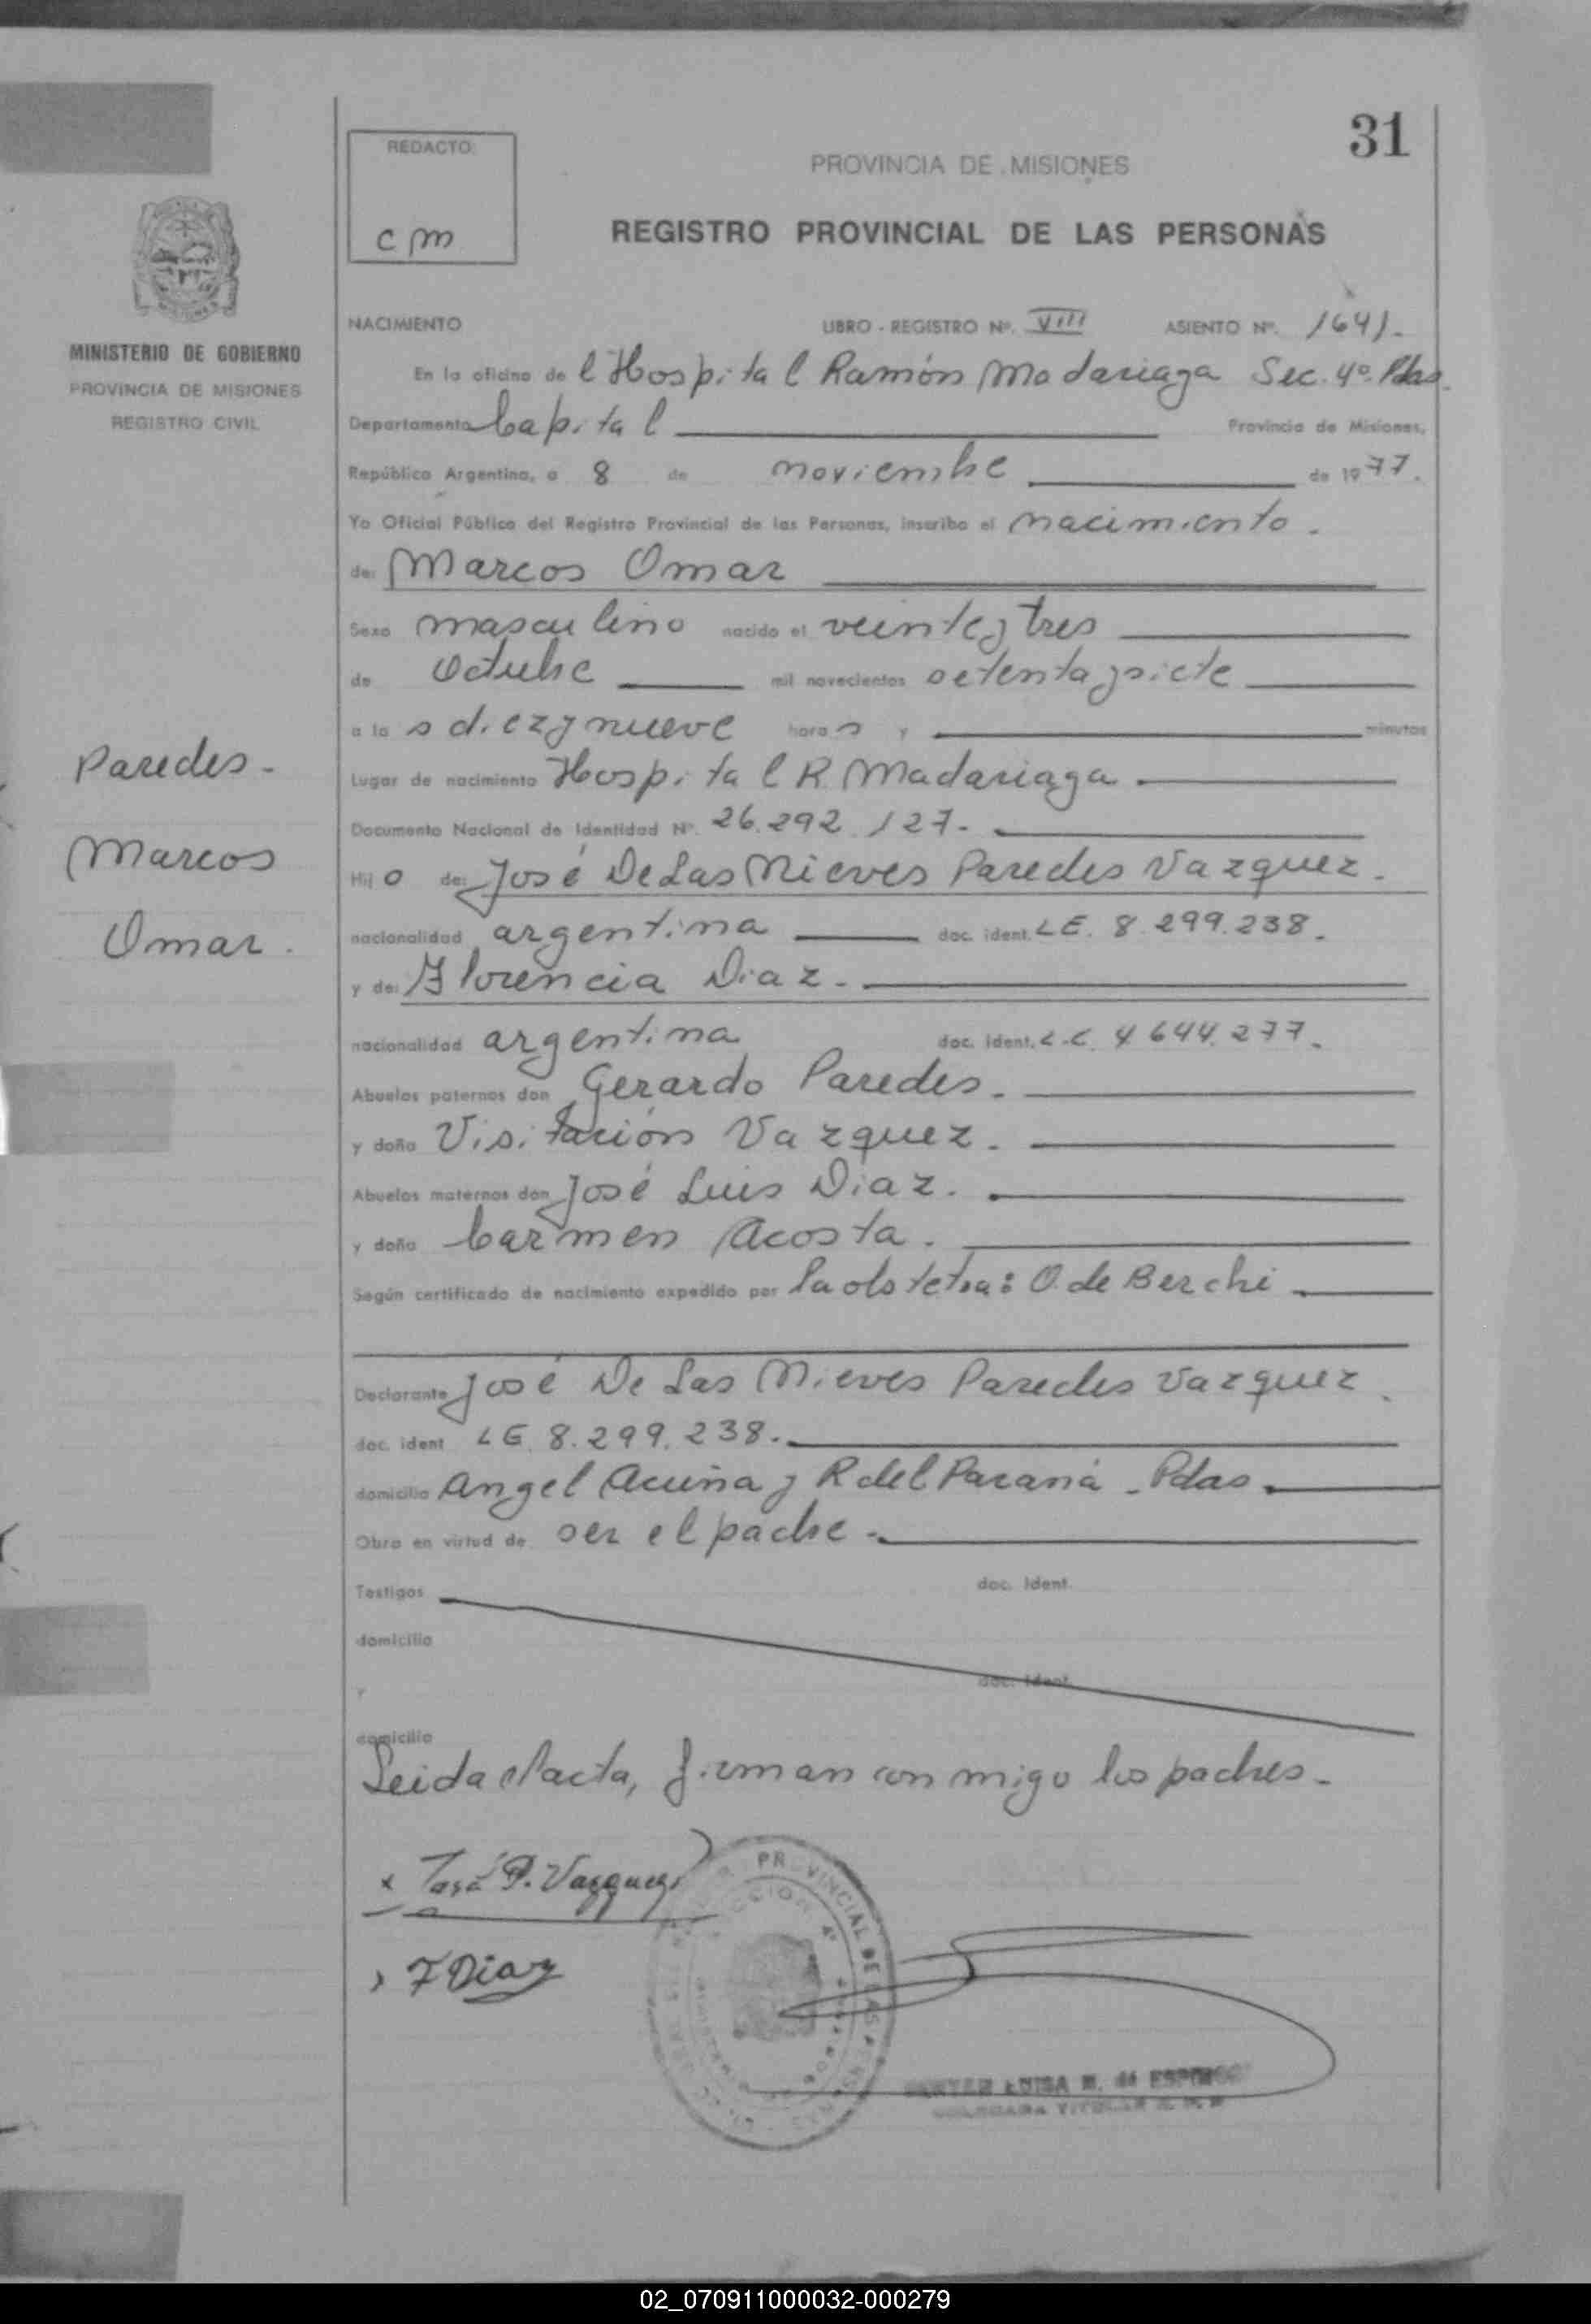 31
REDACTO
cm
PROVINCIA DE MISIONES
REGISTRO PROVINCIAL DE LAS PERSONAS
MINISTERIO DE GOBIERNO
PROVINCIA DE MISIONES
REGISTRO CIVIL
NACIMIENTO LIBRO - REGISTRO Nº. VIII ASIENTO Nº. 1641.-
En la oficina de l Hospital Ramón Madariaga Sec. 4º. Pdas.
Departamento Capital Provincia de Misiones,
República Argentina, a 8 de noviembre de 1977.
Yo Oficial Público del Registro Provincial de las Personas, inscribo el nacimiento.
de: Marcos Omar
Sexo masculino nacido el veinte y tres
de Octubre mil novecientos setenta y siete
a las diez y nueve horas y minutos
Lugar de nacimiento Hospital R. Madariaga.
Documento Nacional de Identidad Nº. 26.292.127.-
Hijo de: José De Las Nieves Paredes Vazquez.
nacionalidad argentina doc. ident. LE. 8.299.238.
y de: Florencia Diaz.
nacionalidad argentina doc. ident. L.C. 4.644.277.
Abuelos paternos don Gerardo Paredes.
y doña Visitación Vazquez.
Abuelos maternos don José Luis Diaz.
y doña Carmen Acosta.
Según certificado de nacimiento expedido por la obstetra: O. de Berchi
Declarante José De Las Nieves Paredes Vazquez.
doc. ident LE. 8.299.238.
domicilio Angel Acuña y R del Paraná - Pdas.
Obra en virtud de ser el padre.
Testigos doc. ident.
domicilio
y doc. ident.
domicilio
Leida el acta, firman con migo los padres.-
Paredes.-
Marcos
Omar.
x José P. Vazquez
F Diaz
PROVINCIAL DE LAS PERSONAS
LUISA M. de
02_070911000032-000279